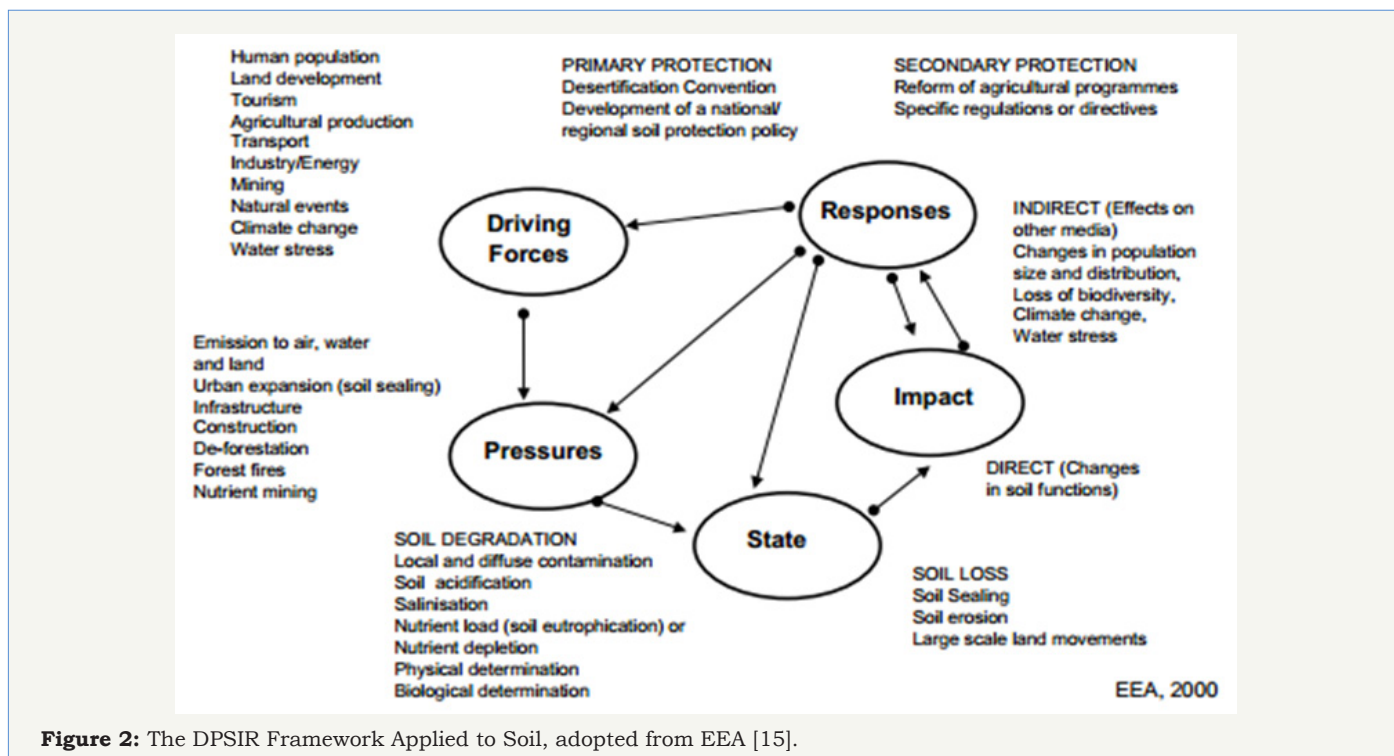 Human population
Land development
Tourism
Agricultural production
Transport
Industry/Energy
Mining
Natural events
Climate change
Water stress
PRIMARY PROTECTION
Desertification Convention
Development of a national/
regional soil protection policy
SECONDARY PROTECTION
Reform of agricultural programmes
Specific regulations or directives
Driving
Forces
Responses
INDIRECT (Effects on
other media)
Changes in population
size and distribution,
Loss of biodiversity,
Climate change,
Water stress
Emission to air, water
and land
Urban expansion (soil sealing)
Infrastructure
Construction
De-forestation
Forest fires
Nutrient mining
Pressures
Impact
DIRECT (Changes
in soil functions)
State
SOIL DEGRADATION
Local and diffuse contamination
Soil acidification
Salinisation
Nutrient load (soil eutrophication) or
Nutrient depletion
Physical determination
Biological determination
SOIL LOSS
Soil Sealing
Soil erosion
Large scale land movements
EEA, 2000
Figure 2: The DPSIR Framework Applied to Soil, adopted from EEA [15].